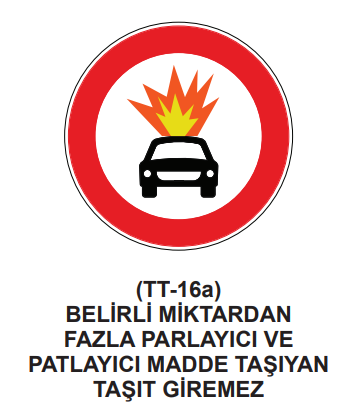 (TT-16a)
BELİRLİ MİKTARDAN
FAZLA PARLAYICI VE
PATLAYICI MADDE TAŞIYAN
TAŞIT GİREMEZ